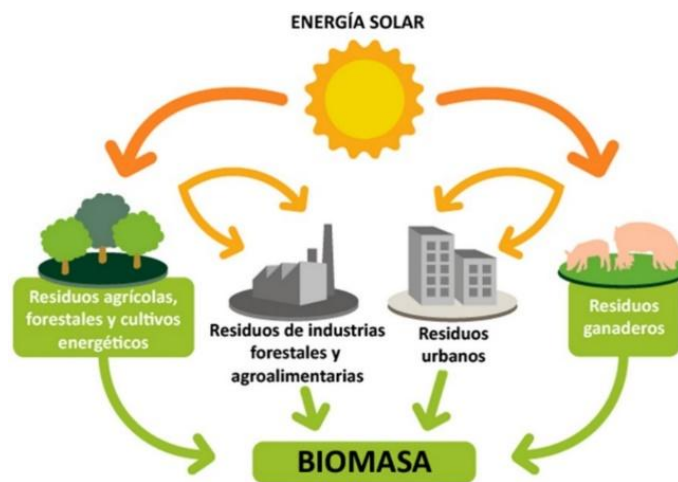 ENERGÍA SOLAR
Residuos agrícolas,
forestales y cultivos
energéticos
Residuos de industrias
forestales y
agroalimentarias
Residuos
urbanos
Residuos
ganaderos
BIOMASA